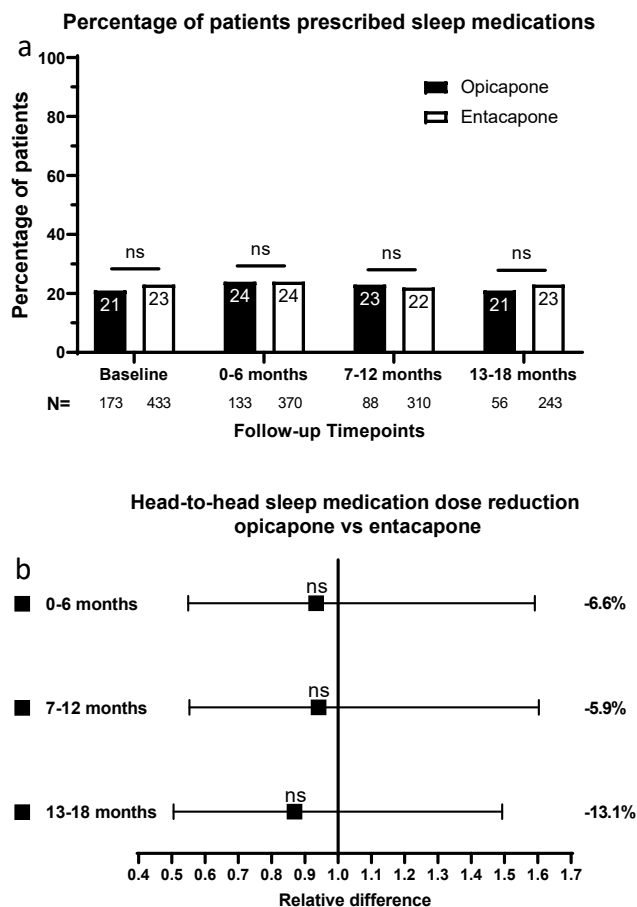 Percentage of patients prescribed sleep medications
a
100
80
60
40
20
0
Percentage of patients
Opicapone
Entacapone
ns ns ns ns
21 23 24 24 23 22 21 23
Baseline 0-6 months 7-12 months 13-18 months
N= 173 433 133 370 88 310 56 243
Follow-up Timepoints
Head-to-head sleep medication dose reduction
opicapone vs entacapone
b
ns
0-6 months -6.6%
ns
7-12 months -5.9%
ns
13-18 months -13.1%
0.4 0.5 0.6 0.7 0.8 0.9 1.0 1.1 1.2 1.3 1.4 1.5 1.6 1.7
Relative difference